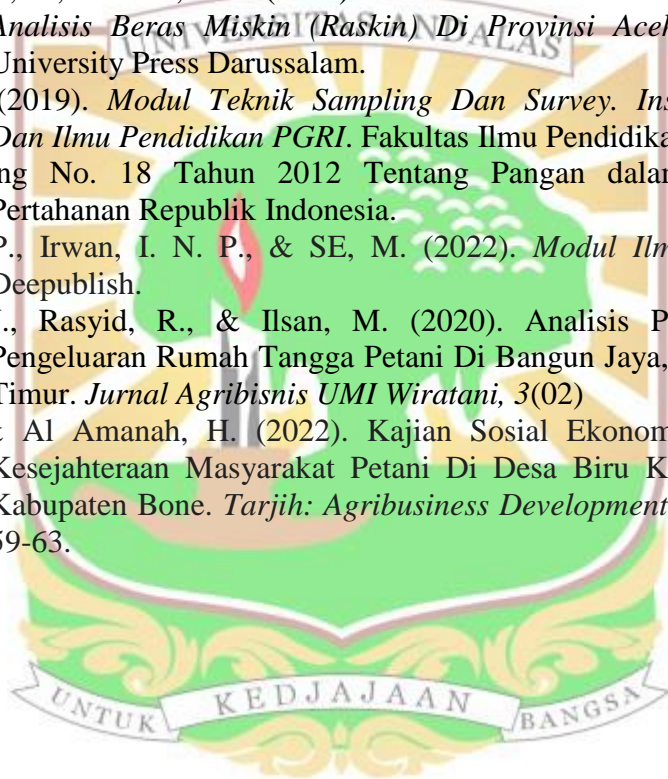 UNIVERSITAS ANDALAS
Analisis Beras Miskin (Raskin) Di Provinsi Aceh
University Press Darussalam.
(2019). Modul Teknik Sampling Dan Survey. Ins
Dan Ilmu Pendidikan PGRI. Fakultas Ilmu Pendidika
ng No. 18 Tahun 2012 Tentang Pangan dalam
Pertahanan Republik Indonesia.
P., Irwan, I. N. P., & SE, M. (2022). Modul Ilm
Deepublish.
I., Rasyid, R., & Ilsan, M. (2020). Analisis P
Pengeluaran Rumah Tangga Petani Di Bangun Jaya,
Timur. Jurnal Agribisnis UMI Wiratani, 3(02)
Al Amanah, H. (2022). Kajian Sosial Ekonom
Kesejahteraan Masyarakat Petani Di Desa Biru K
Kabupaten Bone. Tarjih: Agribusiness Development
59-63.
UNTUK KEDJAJAAN BANGSA